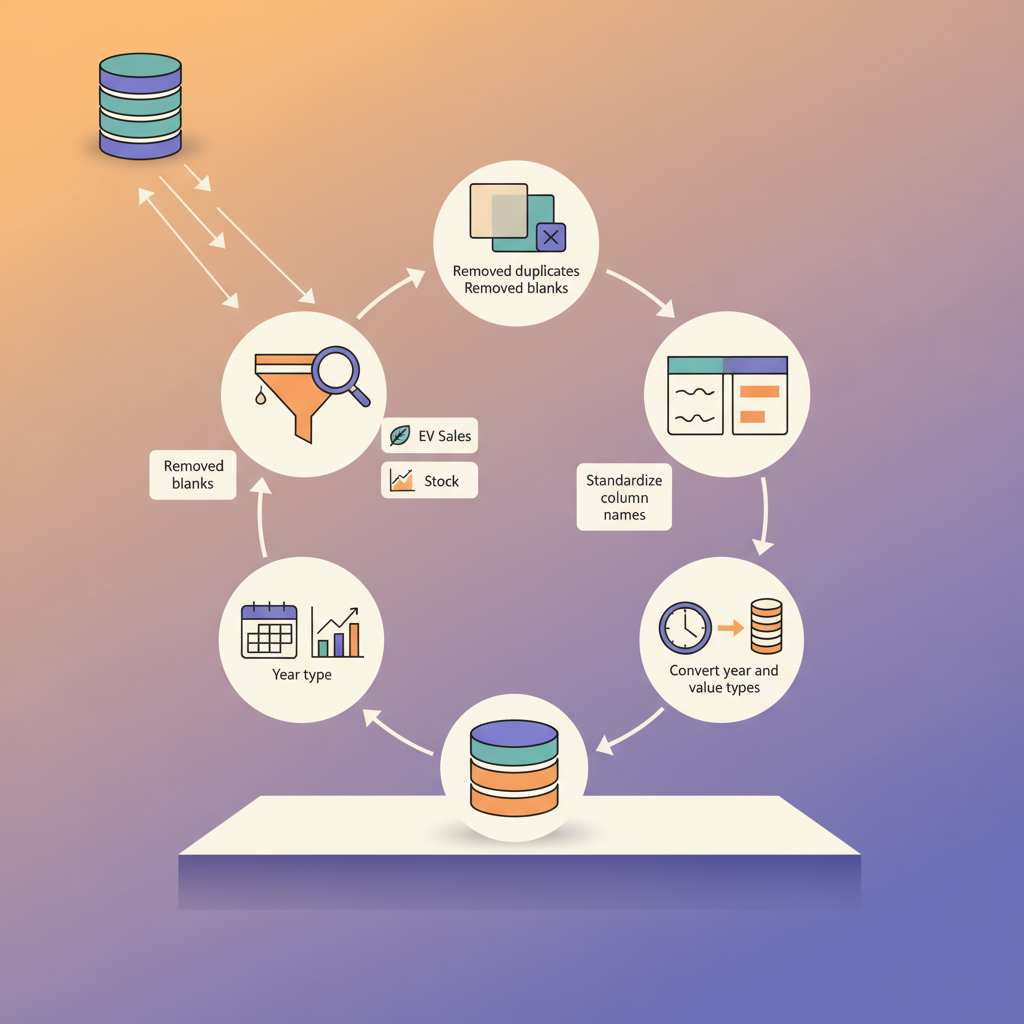 Removed duplicates
Removed blanks
EV Sales
Stock
Removed
blanks
Standardize
column
names
Year type
Convert year and
value types